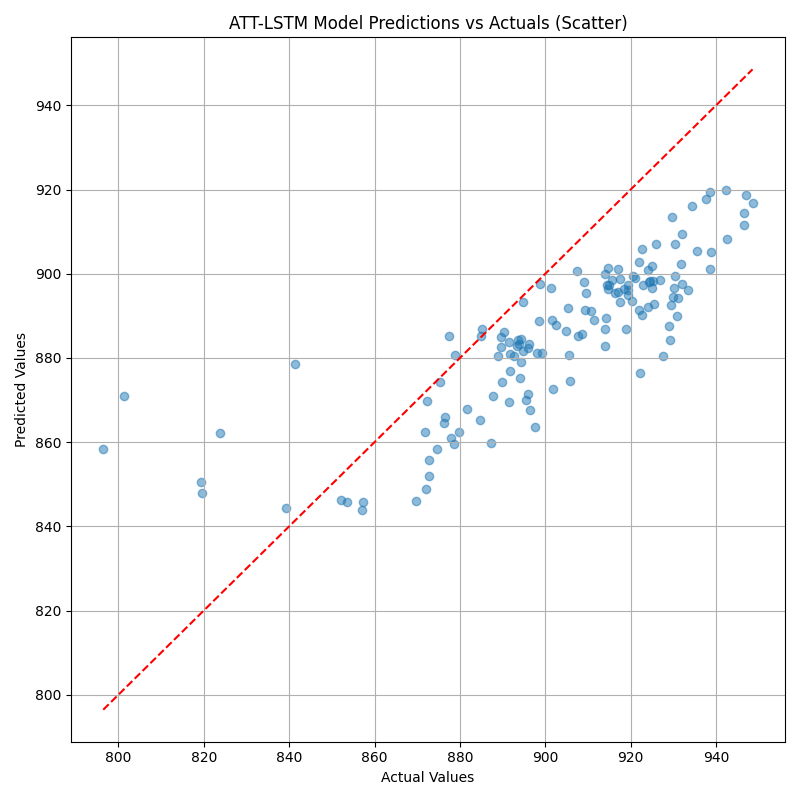 ATT-LSTM Model Predictions vs Actuals (Scatter)
Predicted Values
940
920
900
880
860
840
820
800
800 820 840 860 880 900 920 940
Actual Values